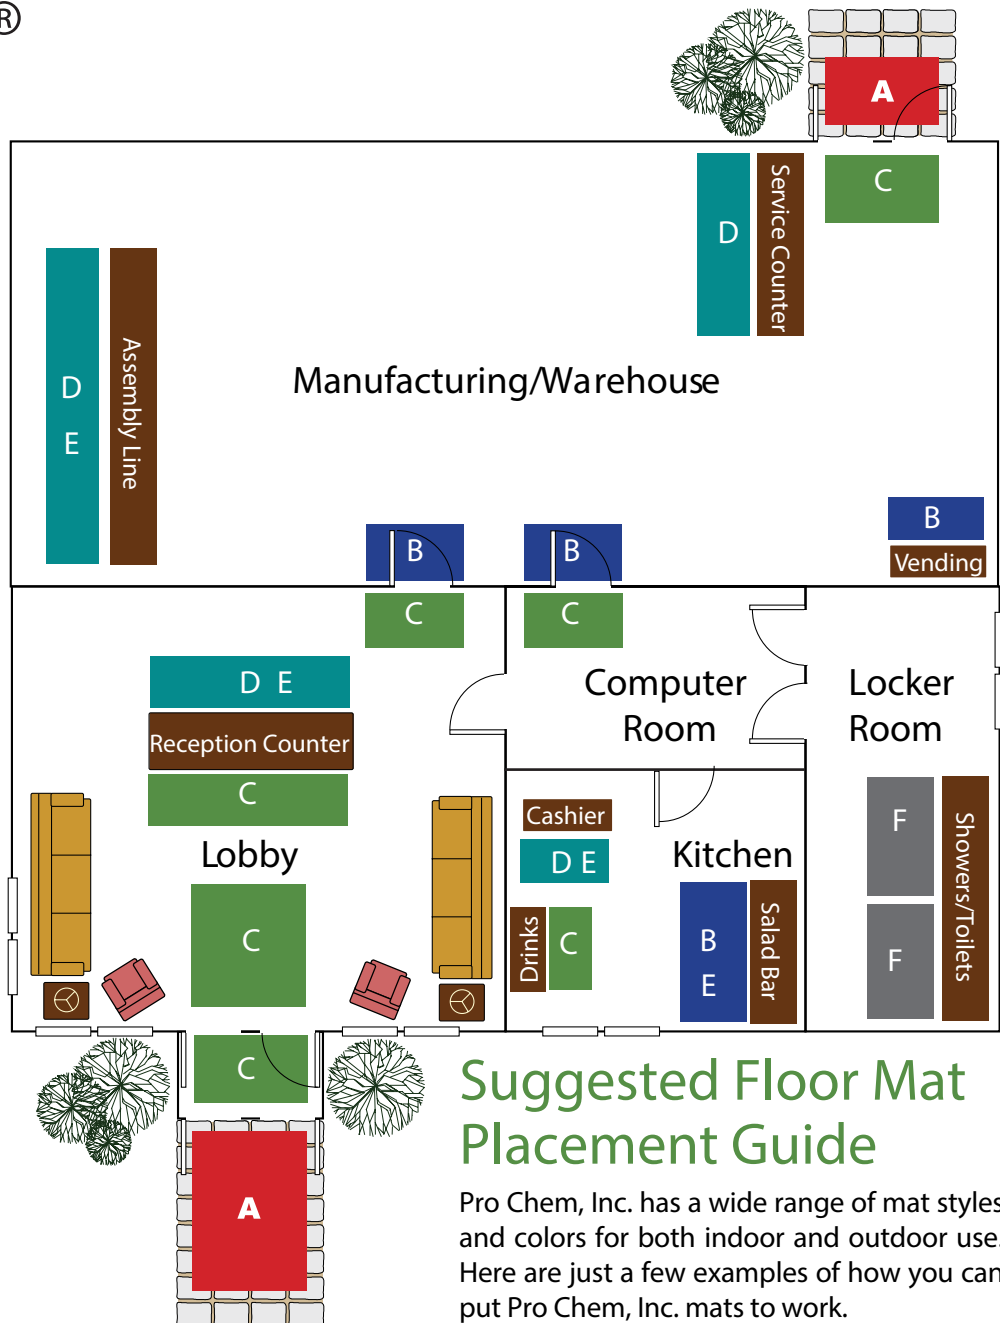 ®
A
C
D
Service Counter
D
E
Assembly Line
Manufacturing/Warehouse
B
B
B
Vending
C
C
D E
Reception Counter
C
Lobby
C
Computer
Room
Locker
Room
Cashier
D E
Kitchen
Drinks
C
B
E
Salad Bar
F
F
Showers/Toilets
C
A
Suggested Floor Mat
Placement Guide
Pro Chem, Inc. has a wide range of mat styles
and colors for both indoor and outdoor use.
Here are just a few examples of how you can
put Pro Chem, Inc. mats to work.